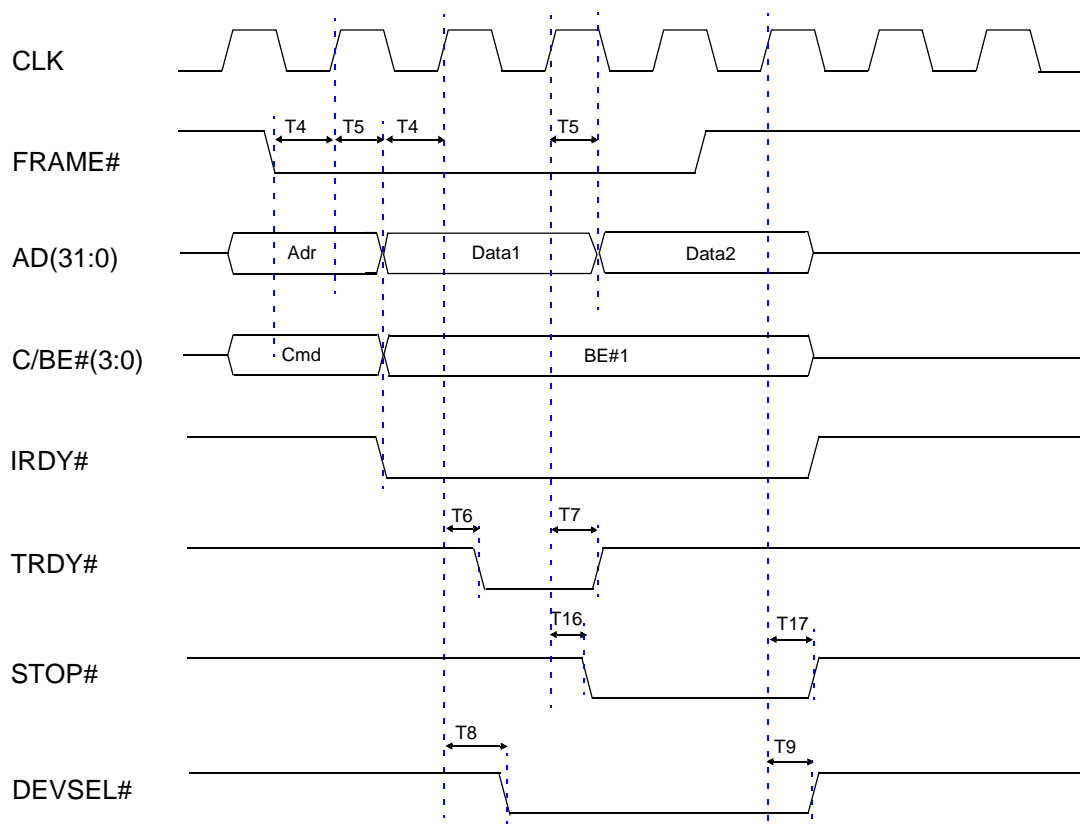 CLK
T4 T5 T4 T5
FRAME#
AD(31:0) Adr Data1 Data2
C/BE#(3:0) Cmd BE#1
IRDY#
T6 T7
TRDY#
T16 T17
STOP#
T8 T9
DEVSEL#